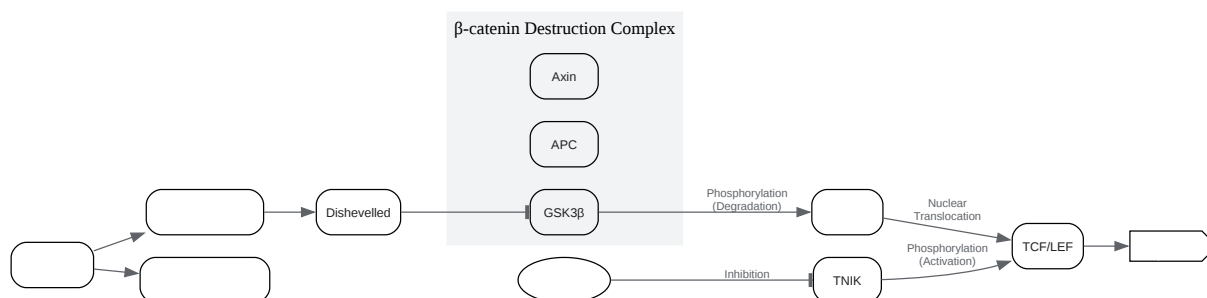 β-catenin Destruction Complex
Axin
APC
Dishevelled
GSK3β
Phosphorylation
(Degradation)
Nuclear
Translocation
Phosphorylation
(Activation)
TCF/LEF
Inhibition
TNIK